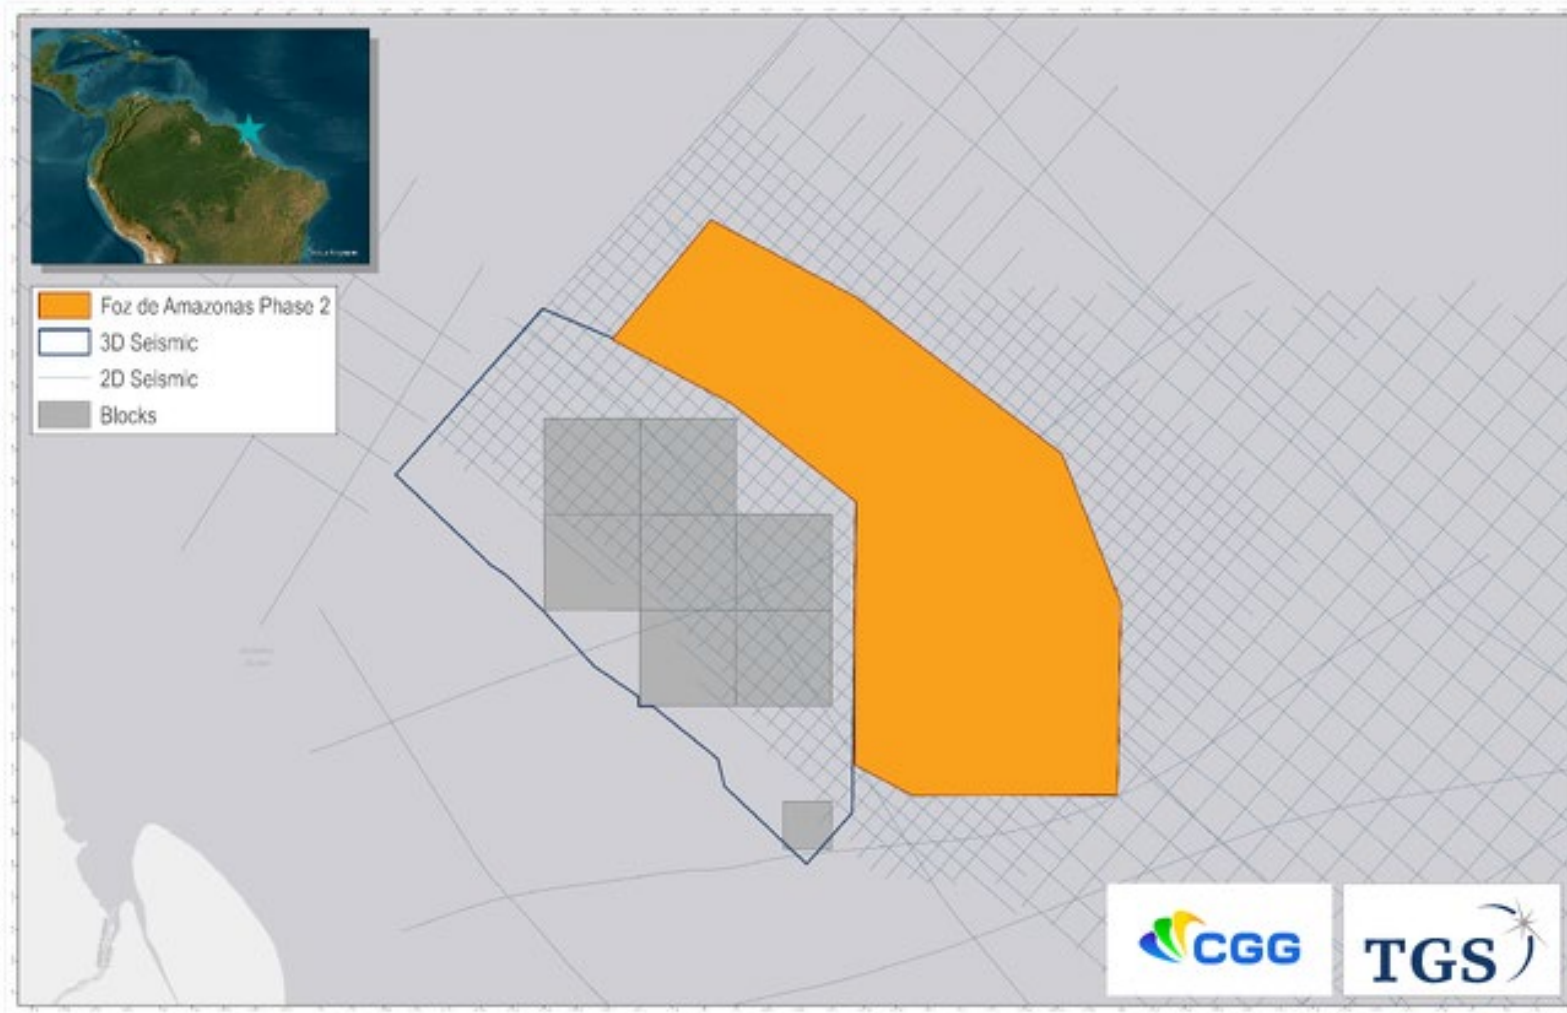 Foz de Amazonas Phase 2
3D Seismic
2D Seismic
Blocks
CGG
TGS